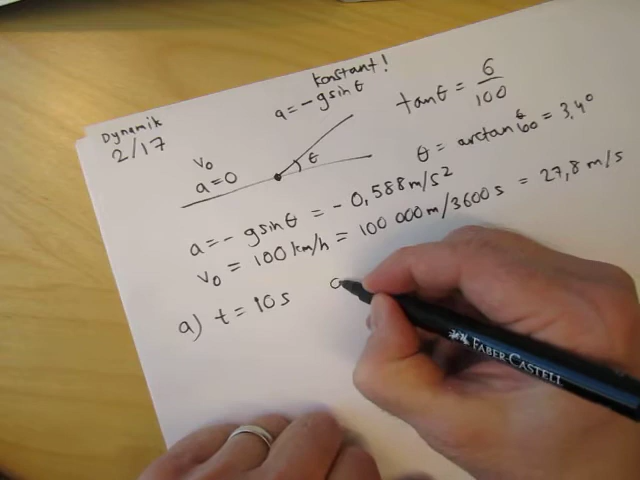 Dynamik
2/17
konstant!
a = - g sin θ
tan θ = 6/100
v₀
a = 0
θ
θ = arctan 6/100 = 3,4°
a = - g sin θ = - 0,588 m/s²
v₀ = 100 km/h = 100 000 m/3600 s = 27,8 m/s
a) t = 10 s
FABER-CASTELL